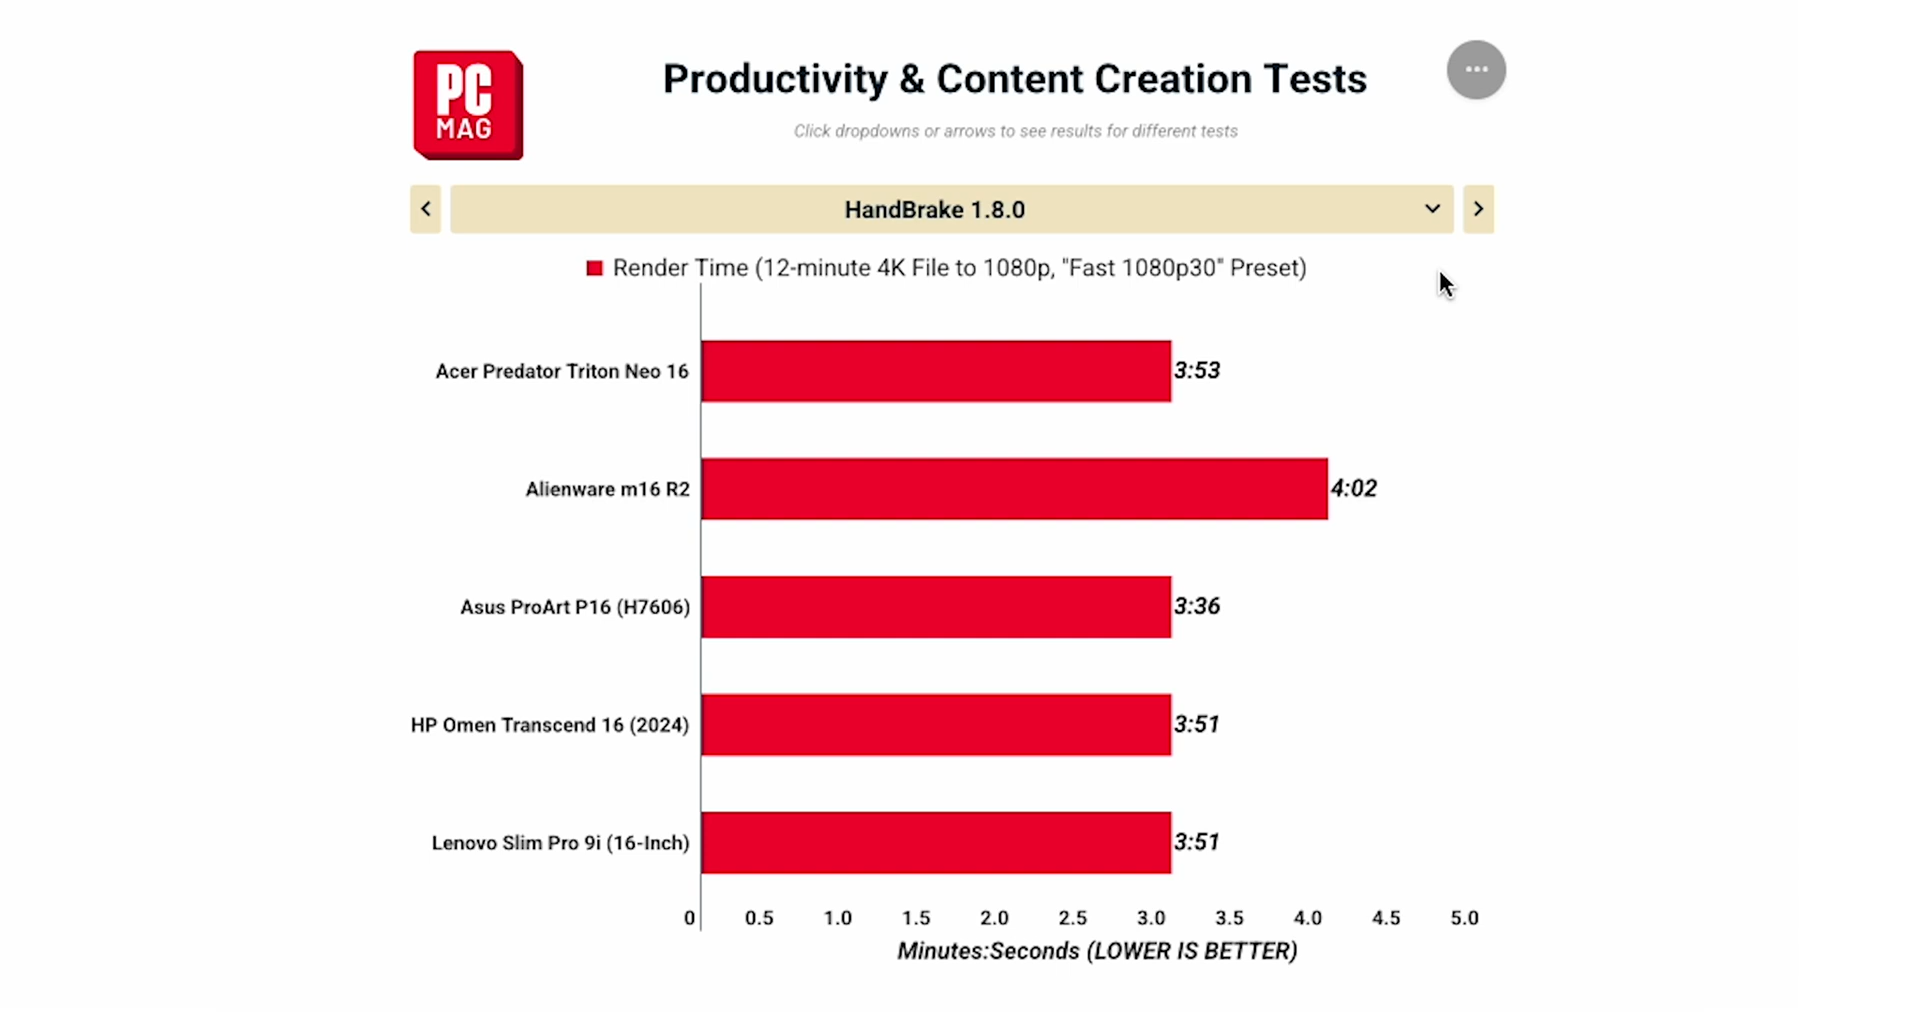 PC
MAG
Productivity & Content Creation Tests
Click dropdowns or arrows to see results for different tests
HandBrake 1.8.0
Render Time (12-minute 4K File to 1080p, "Fast 1080p30" Preset)
Acer Predator Triton Neo 16 3:53
Alienware m16 R2 4:02
Asus ProArt P16 (H7606) 3:36
HP Omen Transcend 16 (2024) 3:51
Lenovo Slim Pro 9i (16-Inch) 3:51
0 0.5 1.0 1.5 2.0 2.5 3.0 3.5 4.0 4.5 5.0
Minutes:Seconds (LOWER IS BETTER)